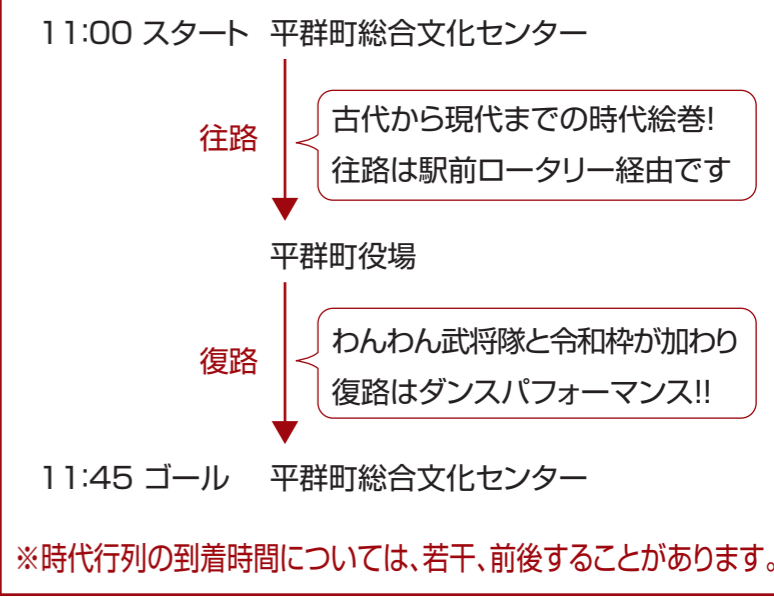 11:00 スタート 平群町総合文化センター
往路
古代から現代までの時代絵巻!
往路は駅前ロータリー経由です
平群町役場
復路
わんわん武将隊と令和枠が加わり
復路はダンスパフォーマンス!!
11:45 ゴール 平群町総合文化センター
※時代行列の到着時間については、若干、前後することがあります。